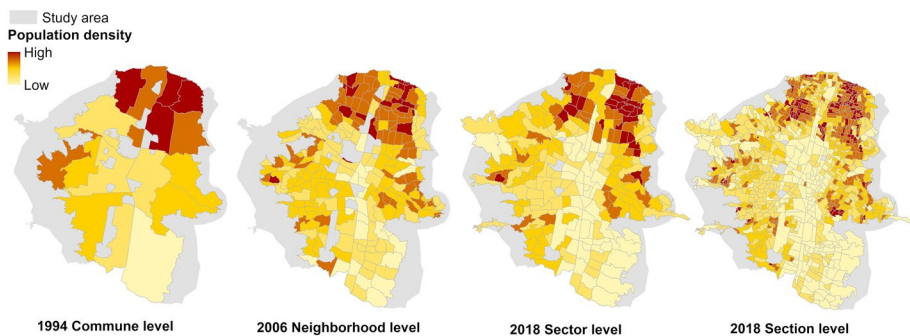 Study area
Population density
High
Low
1994 Commune level
2006 Neighborhood level
2018 Sector level
2018 Section level